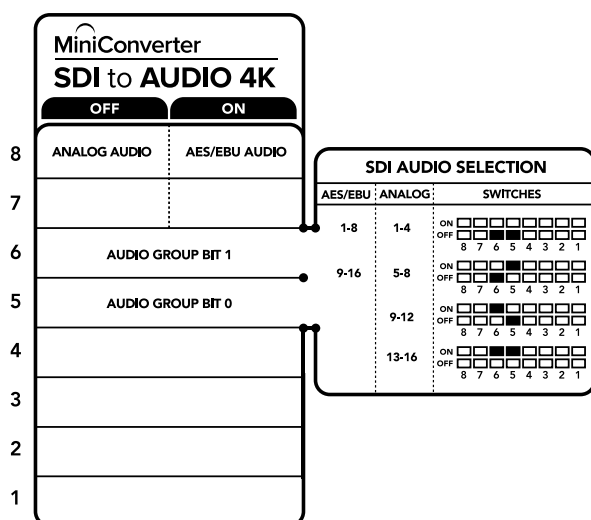 MiniConverter
SDI to AUDIO 4K
OFF ON
8 ANALOG AUDIO AES/EBU AUDIO
7
6 AUDIO GROUP BIT 1
5 AUDIO GROUP BIT 0
4
3
2
1
SDI AUDIO SELECTION
AES/EBU ANALOG SWITCHES
1-8 1-4 ON
OFF
8 7 6 5 4 3 2 1
9-16 5-8 ON
OFF
8 7 6 5 4 3 2 1
9-12 ON
OFF
8 7 6 5 4 3 2 1
13-16 ON
OFF
8 7 6 5 4 3 2 1